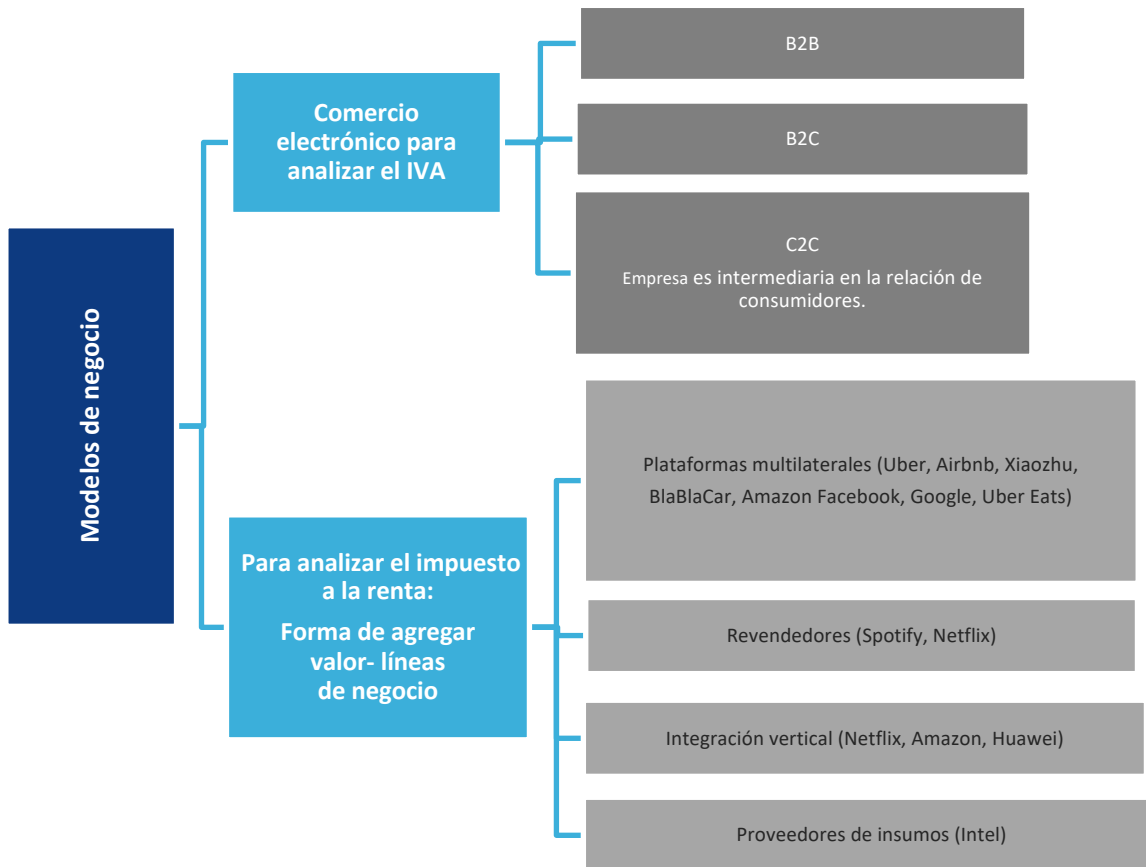 Modelos de negocio
Comercio
electrónico para
analizar el IVA
B2B
B2C
C2C
Empresa es intermediaria en la relación de
consumidores.
Para analizar el impuesto
a la renta:
Forma de agregar
valor- líneas
de negocio
Plataformas multilaterales (Uber, Airbnb, Xiaozhu,
BlaBlaCar, Amazon Facebook, Google, Uber Eats)
Revendedores (Spotify, Netflix)
Integración vertical (Netflix, Amazon, Huawei)
Proveedores de insumos (Intel)